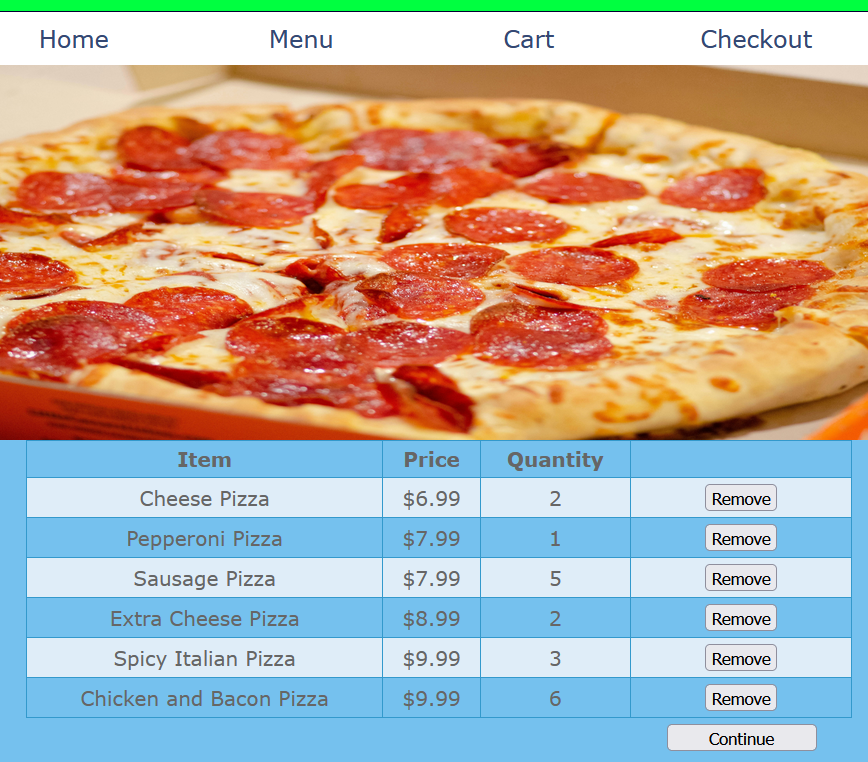 Home Menu Cart Checkout
Item Price Quantity
Cheese Pizza $6.99 2 Remove
Pepperoni Pizza $7.99 1 Remove
Sausage Pizza $7.99 5 Remove
Extra Cheese Pizza $8.99 2 Remove
Spicy Italian Pizza $9.99 3 Remove
Chicken and Bacon Pizza $9.99 6 Remove
Continue